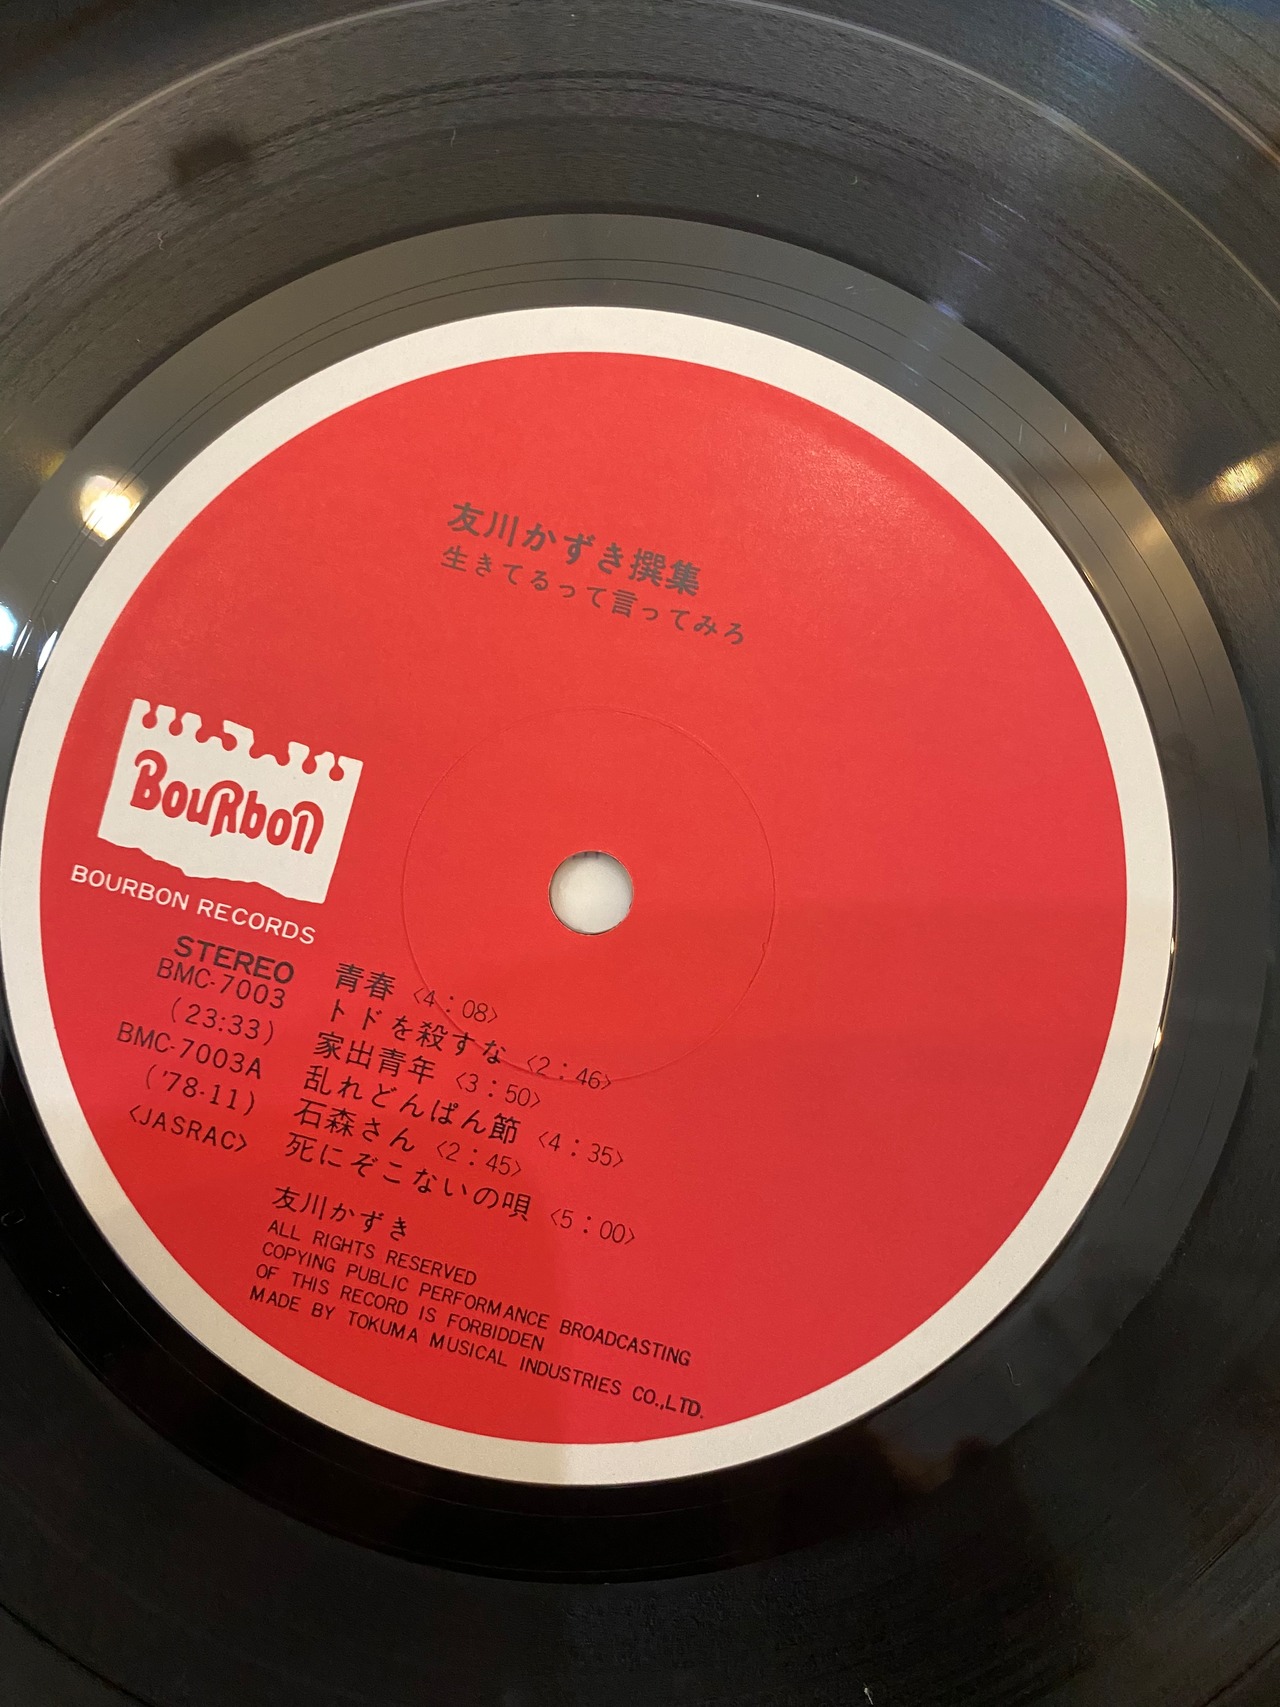 友川かずき撰集
生きてるって言ってみろ
BouRbon
BOURBON RECORDS
STEREO
BMC-7003
(23:33)
BMC-7003A
('78·11)
〈JASRAC〉
青春 〈4:08〉
トドを殺すな 〈2:46〉
家出青年 〈3:50〉
乱れどんぱん節 〈4:35〉
石森さん 〈2:45〉
死にぞこないの唄 〈5:00〉
友川かずき
ALL RIGHTS RESERVED
COPYING PUBLIC PERFORMANCE BROADCASTING
OF THIS RECORD IS FORBIDDEN
MADE BY TOKUMA MUSICAL INDUSTRIES CO.,LTD.